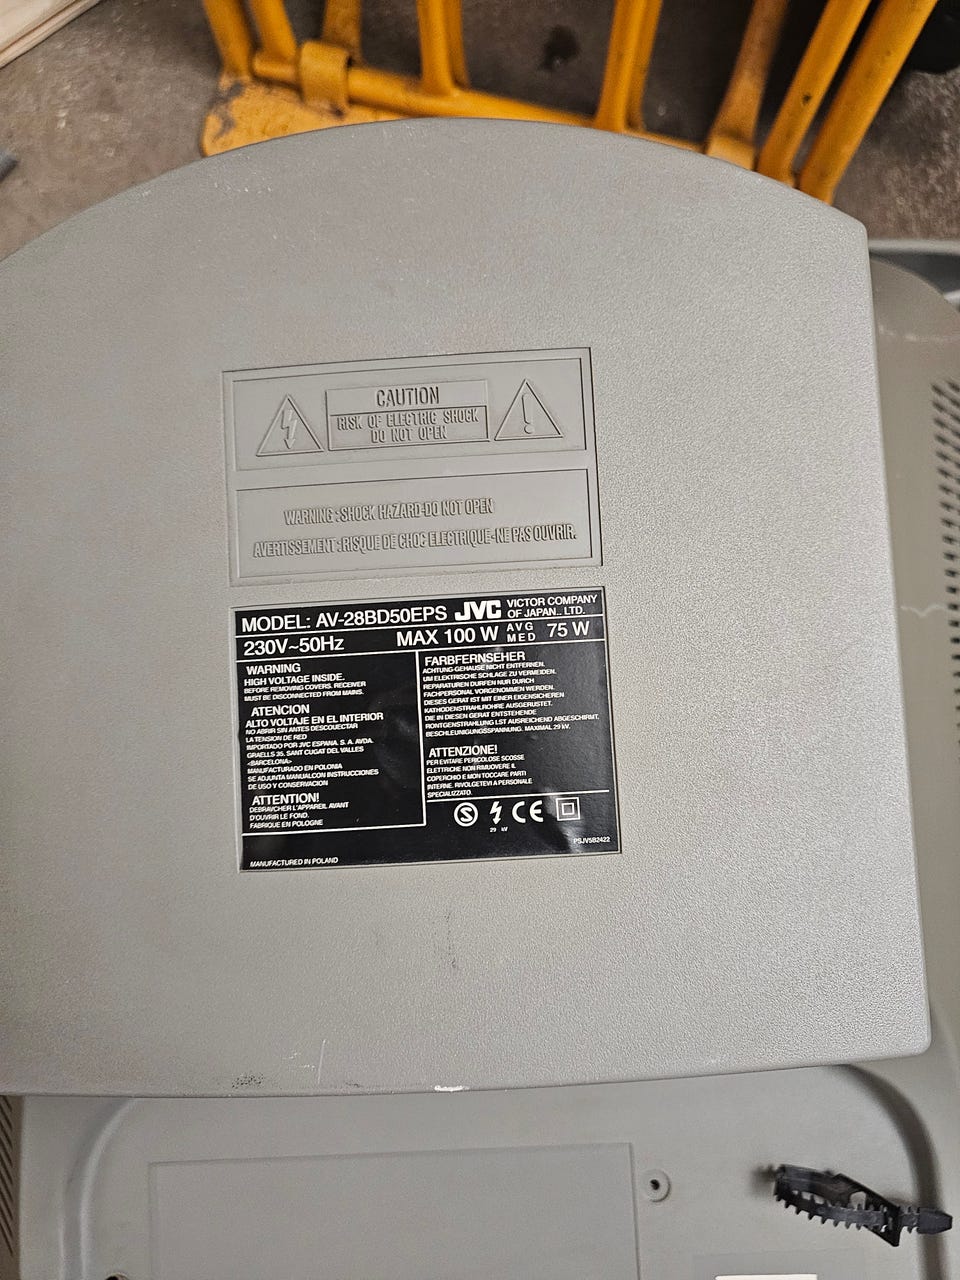 CAUTION
RISK OF ELECTRIC SHOCK
DO NOT OPEN
WARNING:SHOCK HAZARD-DO NOT OPEN
AVERTISSEMENT:RISQUE DE CHOC ELECTRIQUE-NE PAS OUVRIR.
MODEL: AV-28BD50EPS JVC VICTOR COMPANY
OF JAPAN., LTD.
230V~50Hz MAX 100 W AVG
MED 75 W
WARNING
HIGH VOLTAGE INSIDE.
BEFORE REMOVING COVERS. RECEIVER
MUST BE DISCONNECTED FROM MAINS.
ATENCION
ALTO VOLTAJE EN EL INTERIOR
NO ABRIR SIN ANTES DESCOUECTAR
LA TENSION DE RED
IMPORTADO POR JVC ESPANA. S. A. AVDA.
GRAELLS 35. SANT CUGAT DEL VALLES
<BARCELONA>
MANUFACTURADO EN POLONIA
SE ADJUNTA MANUALCON INSTRUCCIONES
DE USO Y CONSERVACION
ATTENTION!
DEBRAVCHER L'APPAREIL AVANT
D'OUVRIR LE FOND.
FABRIQUE EN POLOGNE
FARBFERNSEHER
ACHTUNG-GEHAUSE NICHT ENTFERNEN.
UM ELEKTRISCHE SCHLAGE ZU VERMEIDEN.
REPARATUREN DURFEN NUR DURCH
FACHPERSONAL VORGENOMMEN WERDEN.
DIESES GERAT IST MIT EINER EIGENSICHEREN
KATHODENSTRAHLROHRE AUSGERUSTET.
DIE IN DIESEN GERAT ENTSTEHENDE
RONTGENSTRAHLUNG LST AUSREICHEND ABGESCHIRMT.
BESCHLEUNIGUNGSSPANNUNG. MAXIMAL 29 kV.
ATTENZIONE!
PER EVITARE PERICOLOSE SCOSSE
ELETTRICHE NON RIMUOVERE IL
COPERCHIO E MON TOCCARE PARTI
INTERNE. RIVOLGETEVI A PERSONALE
SPECIALIZZATO.
S CE
29 kV
PSJV5B2422
MANUFACTURED IN POLAND